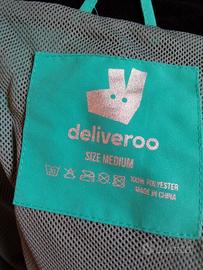 deliveroo
SIZE MEDIUM
100% POLYESTER
MADE IN CHINA